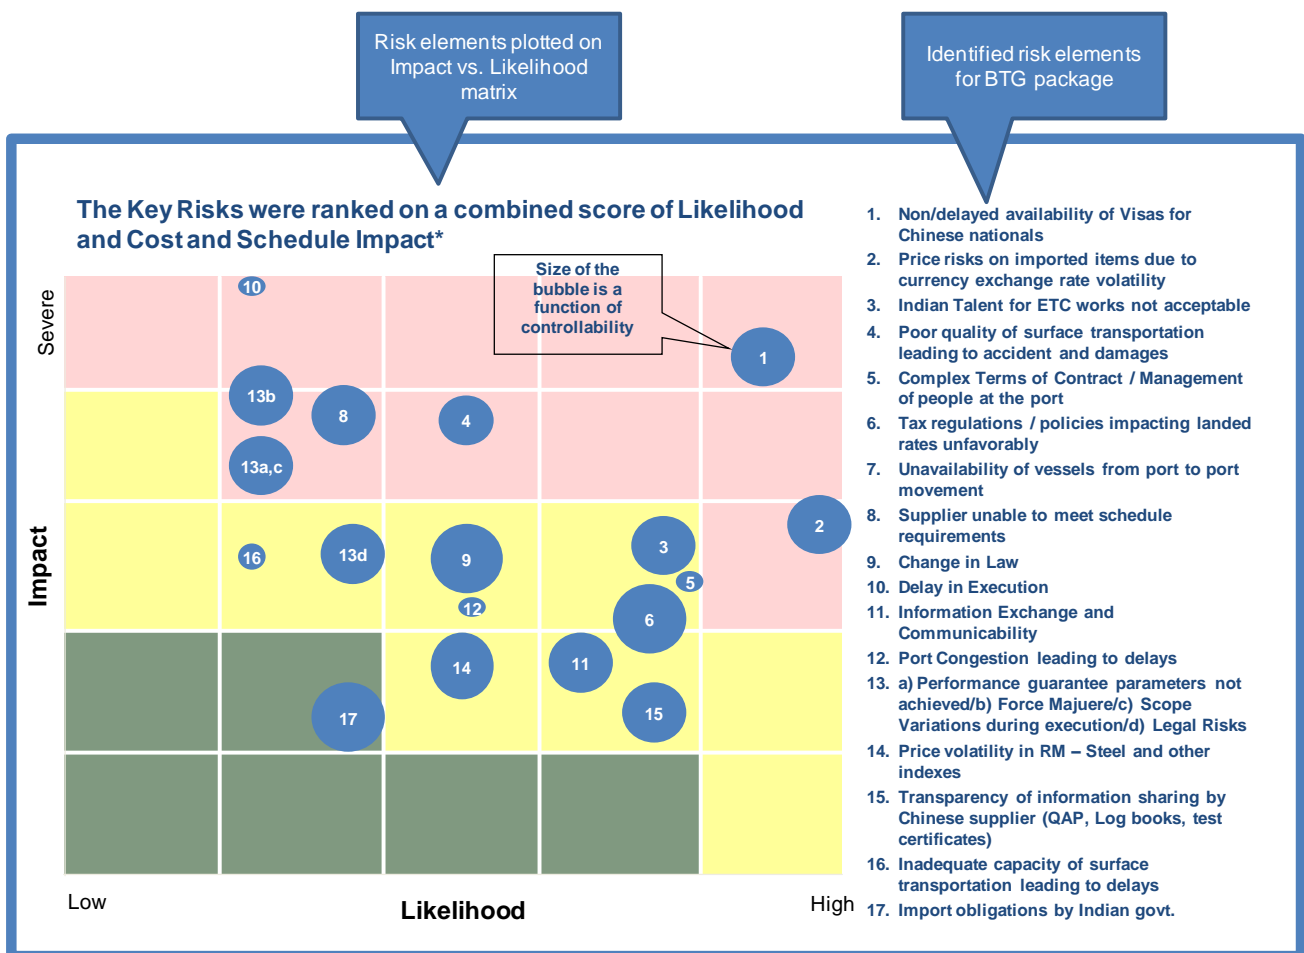 Risk elements plotted on
Impact vs. Likelihood
matrix
Identified risk elements
for BTG package
The Key Risks were ranked on a combined score of Likelihood
and Cost and Schedule Impact*
Size of the
bubble is a
function of
controllability
Severe
Impact
10
1
13b
8
4
13a,c
2
3
16
13d
9
5
12
6
14
11
15
17
Low
Likelihood
High
1. Non/delayed availability of Visas for
Chinese nationals
2. Price risks on imported items due to
currency exchange rate volatility
3. Indian Talent for ETC works not acceptable
4. Poor quality of surface transportation
leading to accident and damages
5. Complex Terms of Contract / Management
of people at the port
6. Tax regulations / policies impacting landed
rates unfavorably
7. Unavailability of vessels from port to port
movement
8. Supplier unable to meet schedule
requirements
9. Change in Law
10. Delay in Execution
11. Information Exchange and
Communicability
12. Port Congestion leading to delays
13. a) Performance guarantee parameters not
achieved/b) Force Majuere/c) Scope
Variations during execution/d) Legal Risks
14. Price volatility in RM – Steel and other
indexes
15. Transparency of information sharing by
Chinese supplier (QAP, Log books, test
certificates)
16. Inadequate capacity of surface
transportation leading to delays
17. Import obligations by Indian govt.